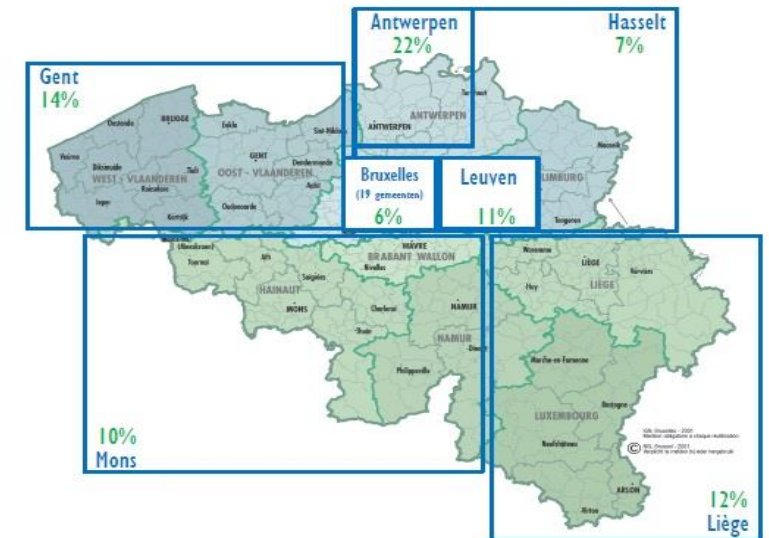 Antwerpen
22%
Hasselt
7%
Gent
14%
Oostende
BRUGGE
Eeklo
Sint-Niklaas
Turnhout
ANTWERPEN
ANTWERPEN
Veurne
Diksmuide
Tielt
GENT
Dendermonde
Maaseik
WEST - VLAANDEREN
OOST - VLAANDEREN
Roeselare
Aalst
Bruxelles
(19 gemeenten)
6%
Leuven
11%
LIMBURG
Ieper
Kortrijk
Oudenaarde
Tongeren
Tournai
Ath
WAVRE
BRABANT WALLON
Nivelles
Soignies
Waremme
LIÈGE
Verviers
HAINAUT
Huy
LIÈGE
MONS
Charleroi
NAMUR
Thuin
NAMUR
Dinant
Philippeville
Marche-en-Famenne
Bastogne
LUXEMBOURG
Neufchâteau
ARLON
Virton
10%
Mons
©
12%
Liège